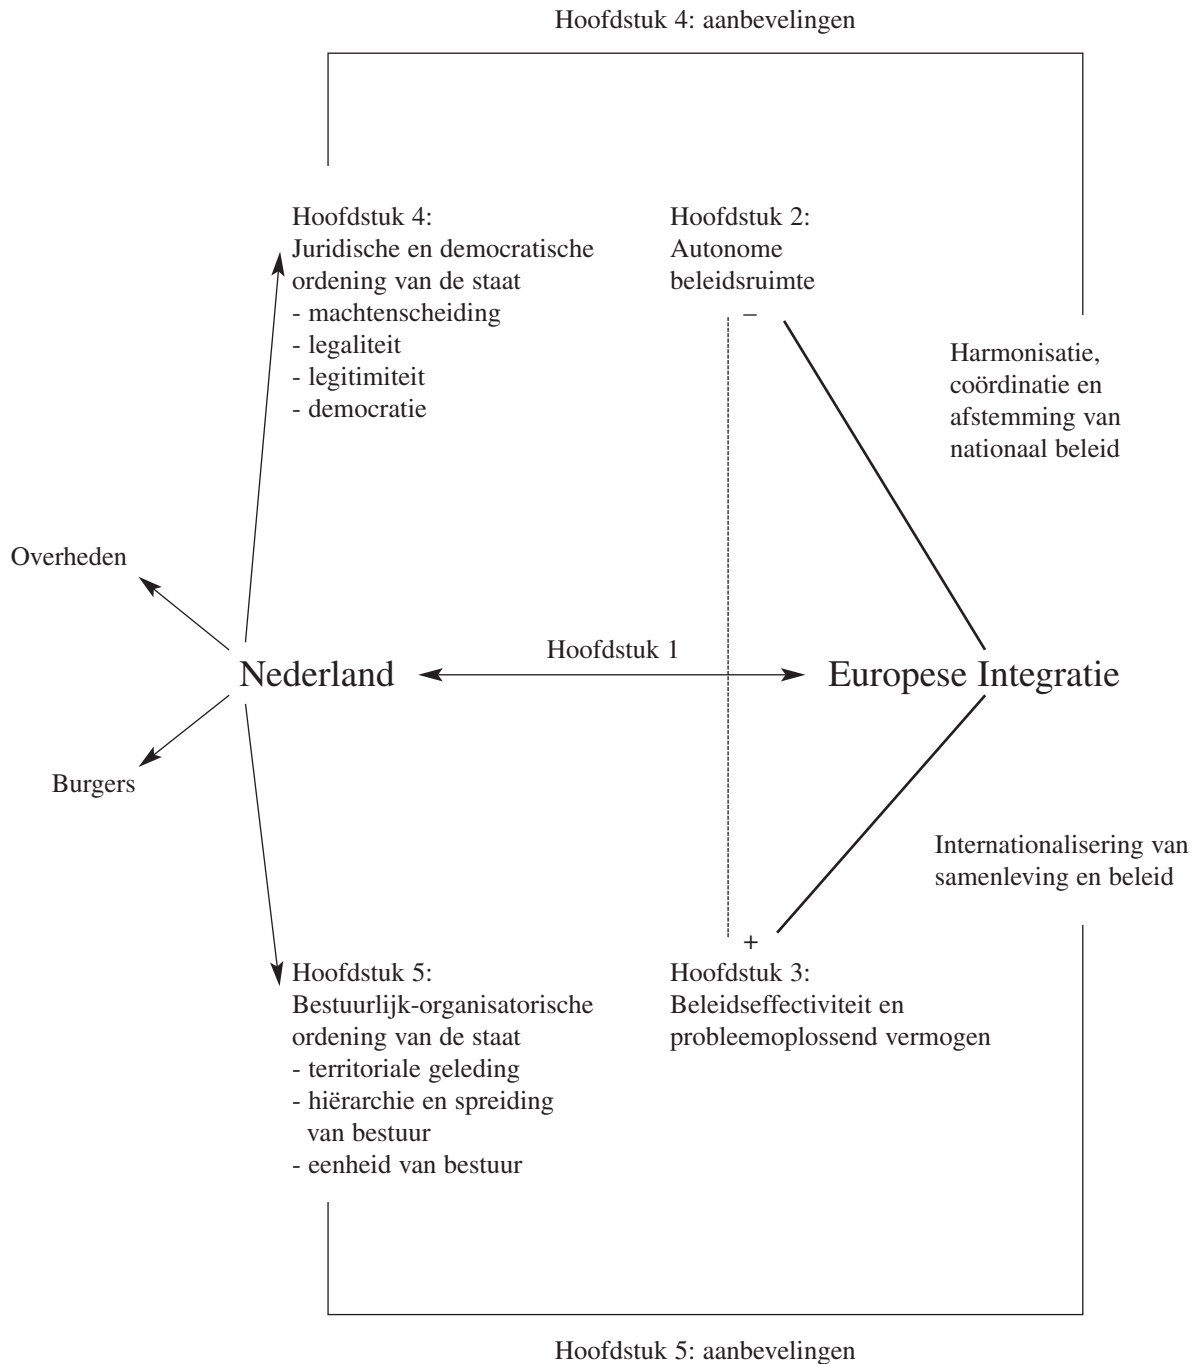 Hoofdstuk 4: aanbevelingen
Hoofdstuk 4:
Juridische en democratische
ordening van de staat
- machtenscheiding
- legaliteit
- legitimiteit
- democratie
Hoofdstuk 2:
Autonome
beleidsruimte
–
Harmonisatie,
coördinatie en
afstemming van
nationaal beleid
Overheden
Nederland
Hoofdstuk 1
Europese Integratie
Burgers
Internationalisering van
samenleving en beleid
Hoofdstuk 5:
Bestuurlijk-organisatorische
ordening van de staat
- territoriale geleding
- hiërarchie en spreiding
van bestuur
- eenheid van bestuur
+
Hoofdstuk 3:
Beleidseffectiviteit en
probleemoplossend vermogen
Hoofdstuk 5: aanbevelingen